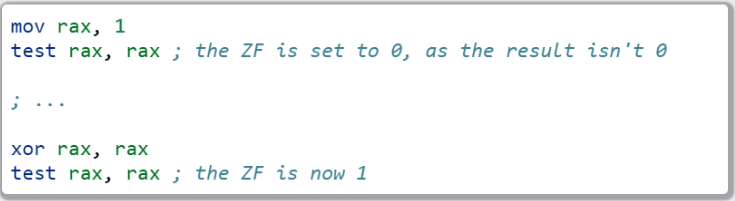 mov rax, 1
test rax, rax ; the ZF is set to 0, as the result isn't 0
; ...
xor rax, rax
test rax, rax ; the ZF is now 1